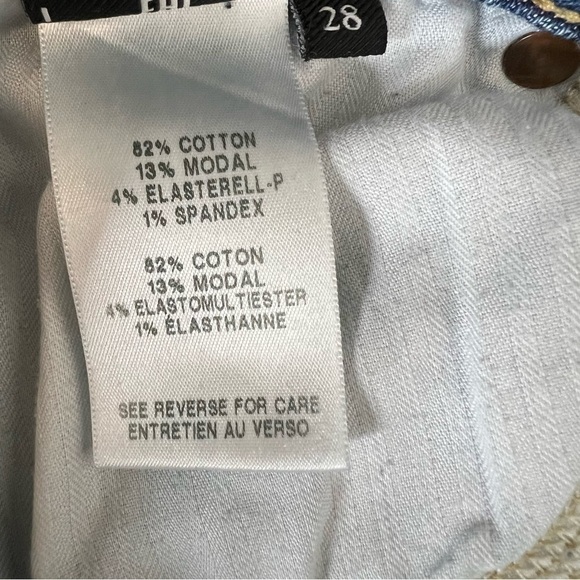 28
82% COTTON
13% MODAL
4% ELASTERELL-P
1% SPANDEX
82% COTON
13% MODAL
4% ELASTOMULTIESTER
1% ÉLASTHANNE
SEE REVERSE FOR CARE
ENTRETIEN AU VERSO